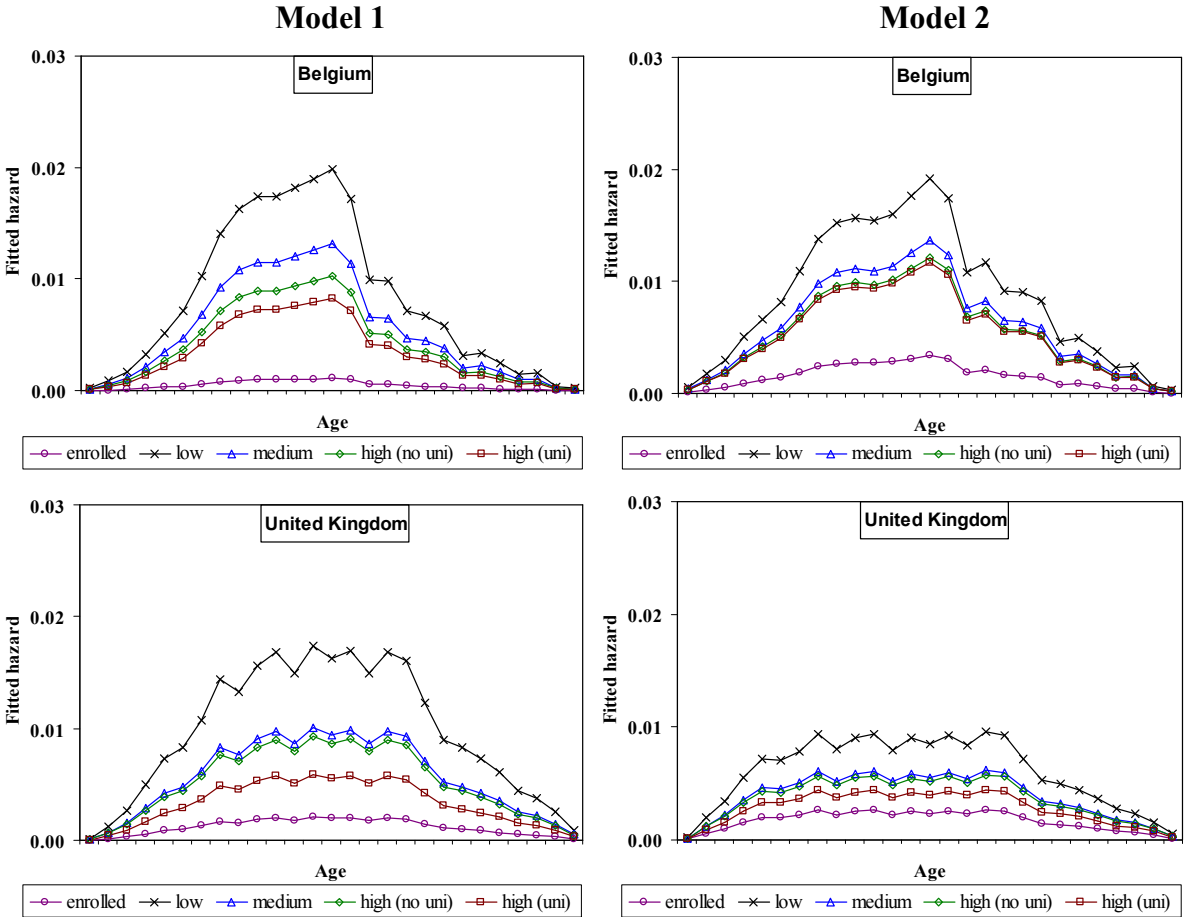 Model 1
Model 2
0.03
Belgium
0.02
0.01
0.00
Fitted hazard
Age
enrolled low medium high (no uni) high (uni)
0.03
Belgium
0.02
0.01
0.00
Fitted hazard
Age
enrolled low medium high (no uni) high (uni)
0.03
United Kingdom
0.02
0.01
0.00
Fitted hazard
Age
enrolled low medium high (no uni) high (uni)
0.03
United Kingdom
0.02
0.01
0.00
Fitted hazard
Age
enrolled low medium high (no uni) high (uni)